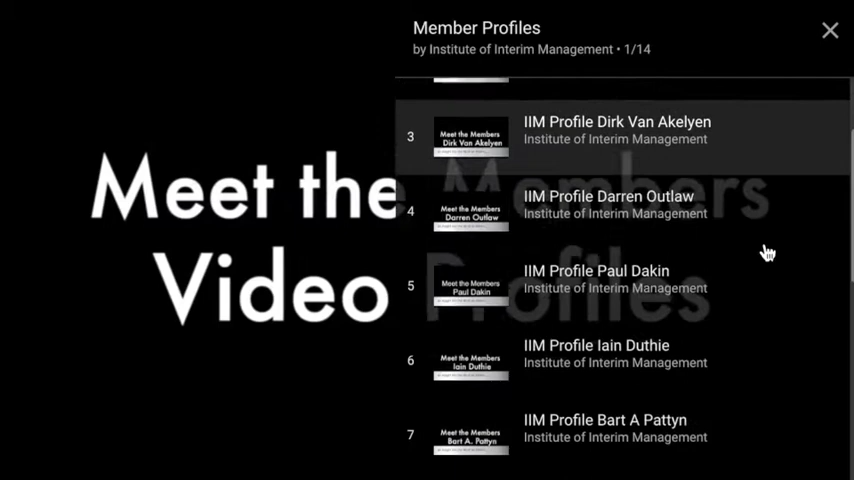 Member Profiles
by Institute of Interim Management • 1/14
Meet the Members
Video Profiles
3
Meet the Members
Dirk Van Akelyen
IIM Profile Dirk Van Akelyen
Institute of Interim Management
4
Meet the Members
Darren Outlaw
IIM Profile Darren Outlaw
Institute of Interim Management
5
Meet the Members
Paul Dakin
IIM Profile Paul Dakin
Institute of Interim Management
6
Meet the Members
Iain Duthie
IIM Profile Iain Duthie
Institute of Interim Management
7
Meet the Members
Bart A. Pattyn
IIM Profile Bart A Pattyn
Institute of Interim Management